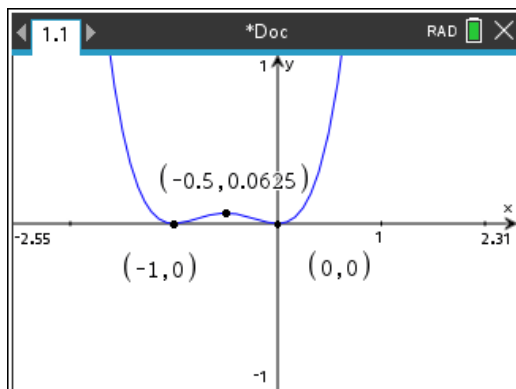 1.1 *Doc RAD
1 y
(-0.5,0.0625)
x
-2.55 1 2.31
(-1,0) (0,0)
-1